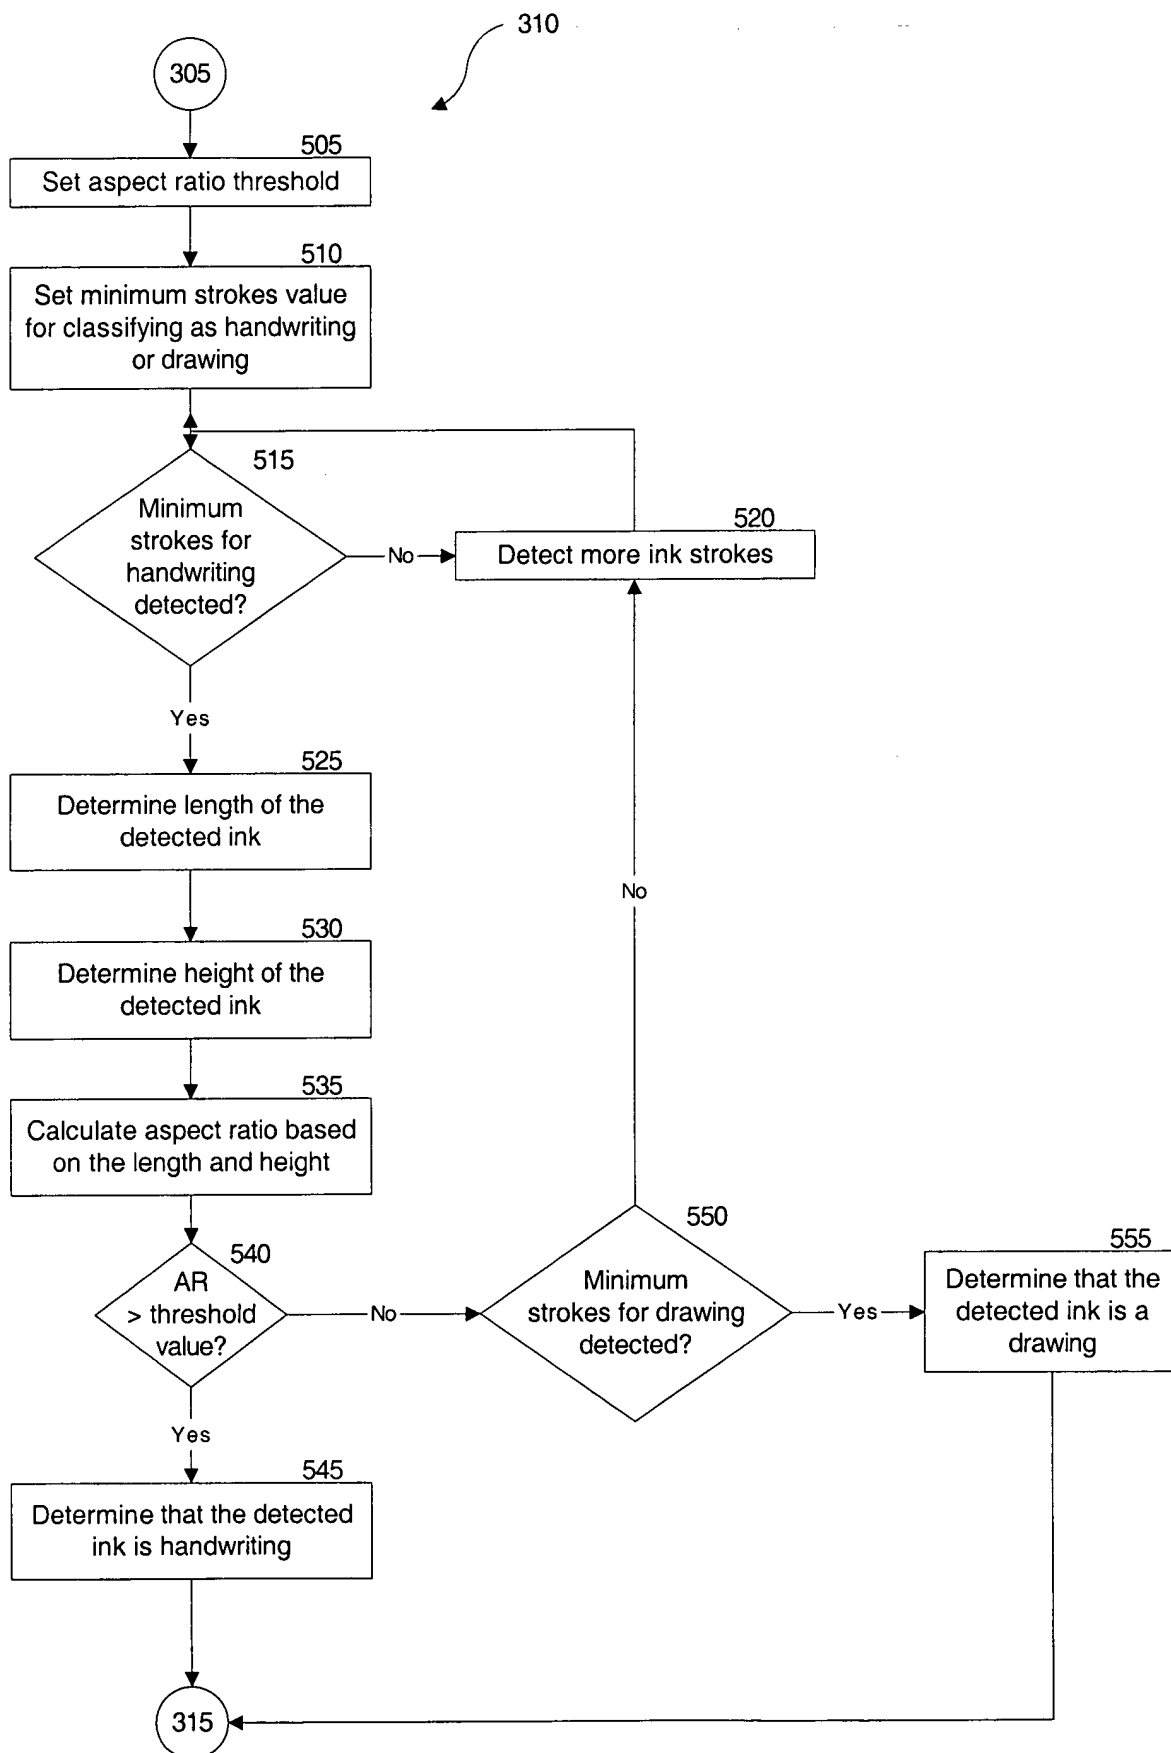 310
305
505
Set aspect ratio threshold
510
Set minimum strokes value
for classifying as handwriting
or drawing
515
Minimum
strokes for
handwriting
detected?
No
520
Detect more ink strokes
Yes
525
Determine length of the
detected ink
No
530
Determine height of the
detected ink
535
Calculate aspect ratio based
on the length and height
540
AR
> threshold
value?
No
550
Minimum
strokes for drawing
detected?
Yes
555
Determine that the
detected ink is a
drawing
Yes
545
Determine that the detected
ink is handwriting
315